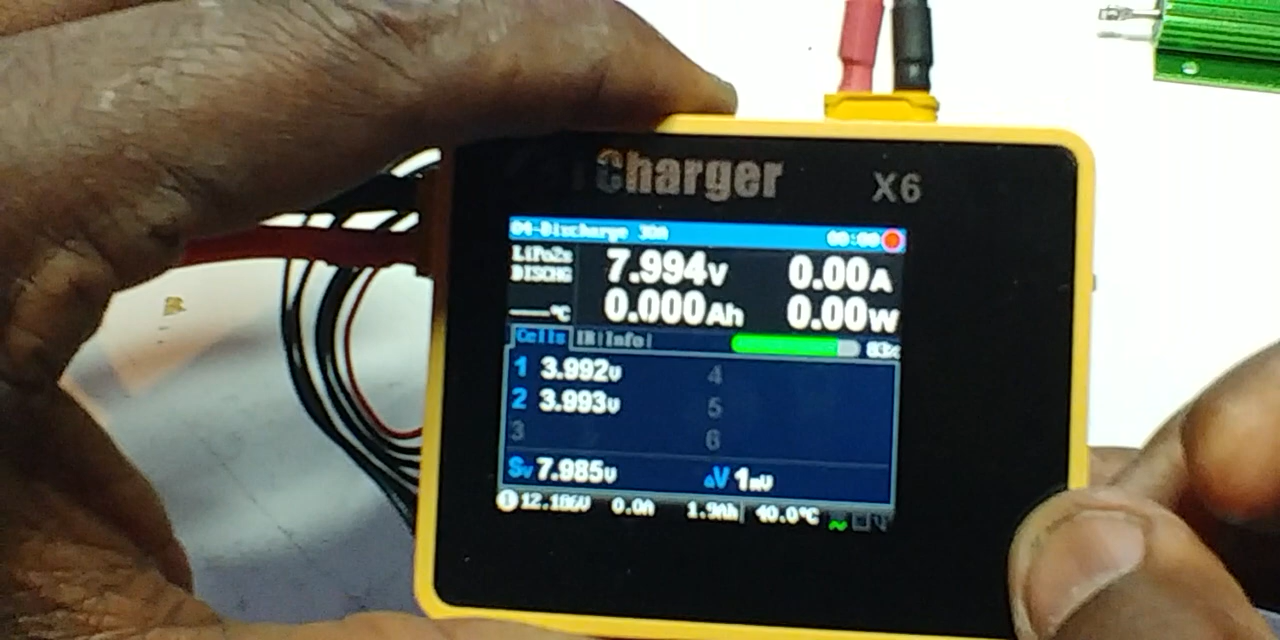 Charger X6
04-Discharge 30A 00:00
LiPo2s 7.994V 0.00A
DISCHG
----°C 0.000Ah 0.00W
Cells IR Info 83%
1 3.992V 4
2 3.993V 5
3 6
Sv 7.985V ΔV 1mV
1 12.186V 0.0A 1.9Ah 40.0°C